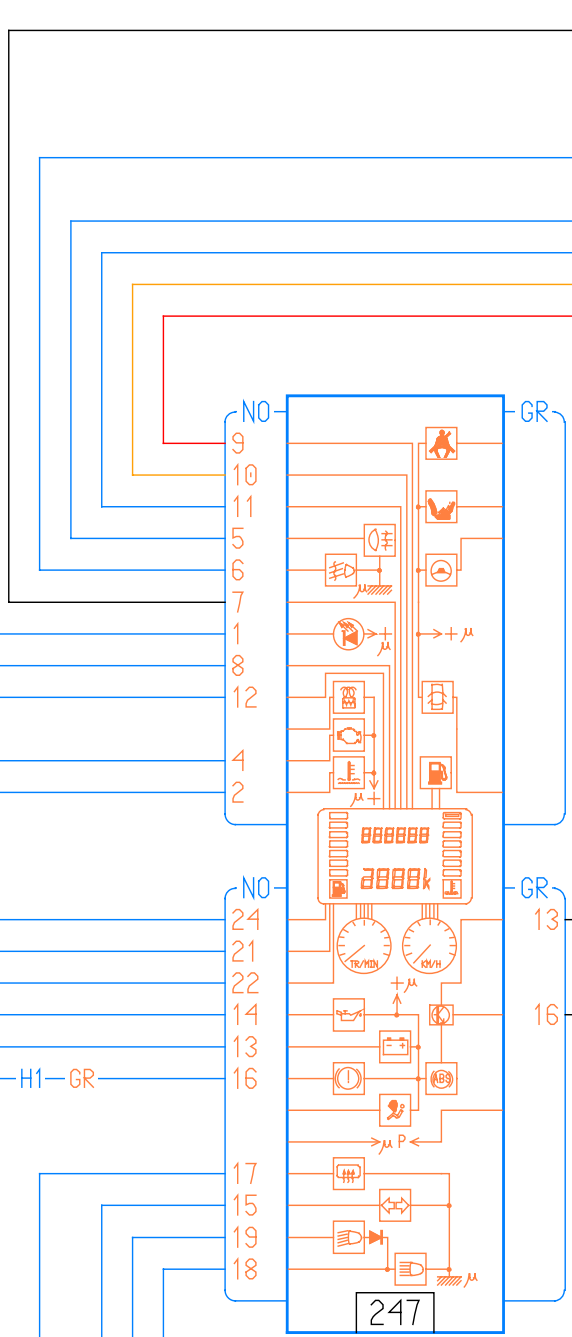 NO GR
9
10
11
5
6
µ
7
1 + + µ
µ
8
12
4
2 µ +
888888
8888k
NO GR
24 13
21
TR/MIN KM/H
22 + µ
14 16
13 - +
H1 GR 16 (!) ABS
µ P
17
15
19
18
µ
247